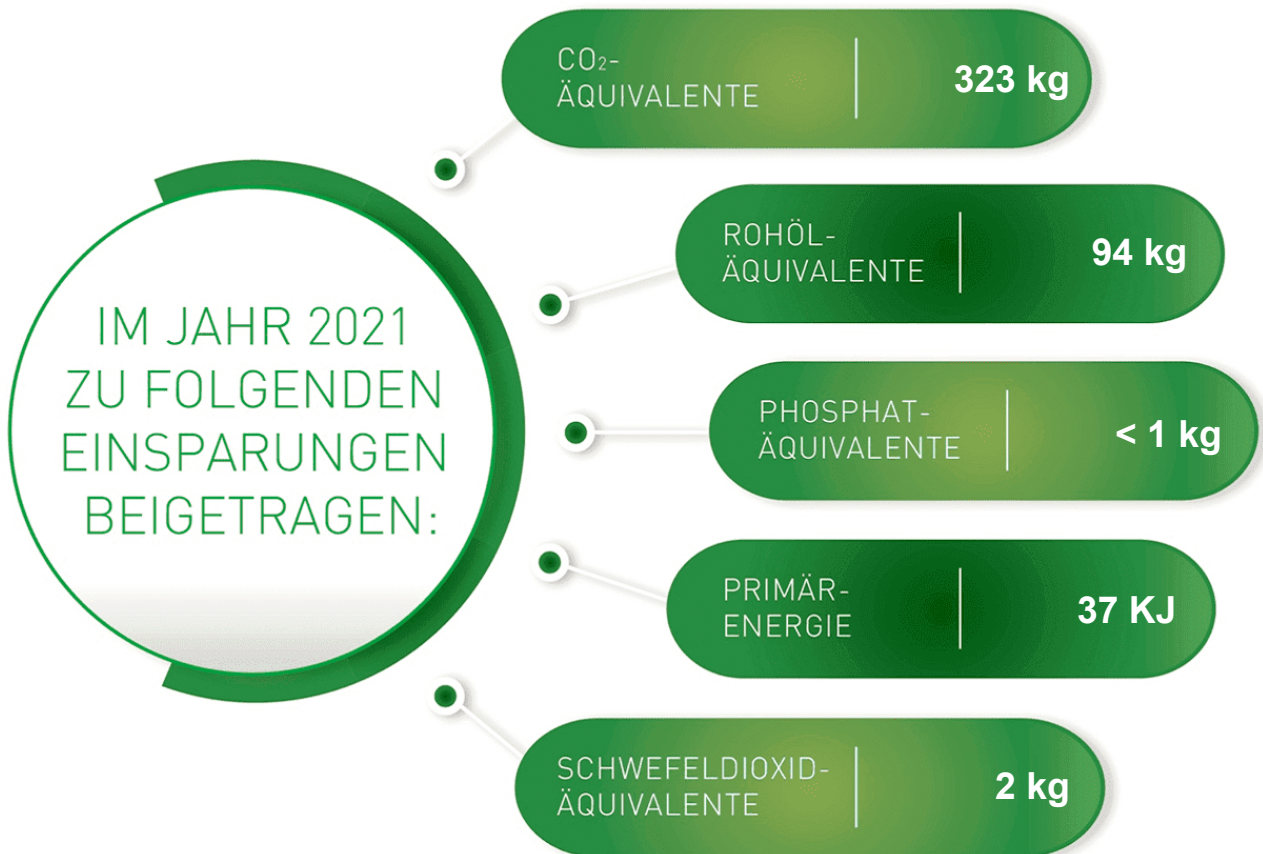 IM JAHR 2021
ZU FOLGENDEN
EINSPARUNGEN
BEIGETRAGEN:
CO₂-
ÄQUIVALENTE
323 kg
ROHÖL-
ÄQUIVALENTE
94 kg
PHOSPHAT-
ÄQUIVALENTE
< 1 kg
PRIMÄR-
ENERGIE
37 KJ
SCHWEFELDIOXID-
ÄQUIVALENTE
2 kg